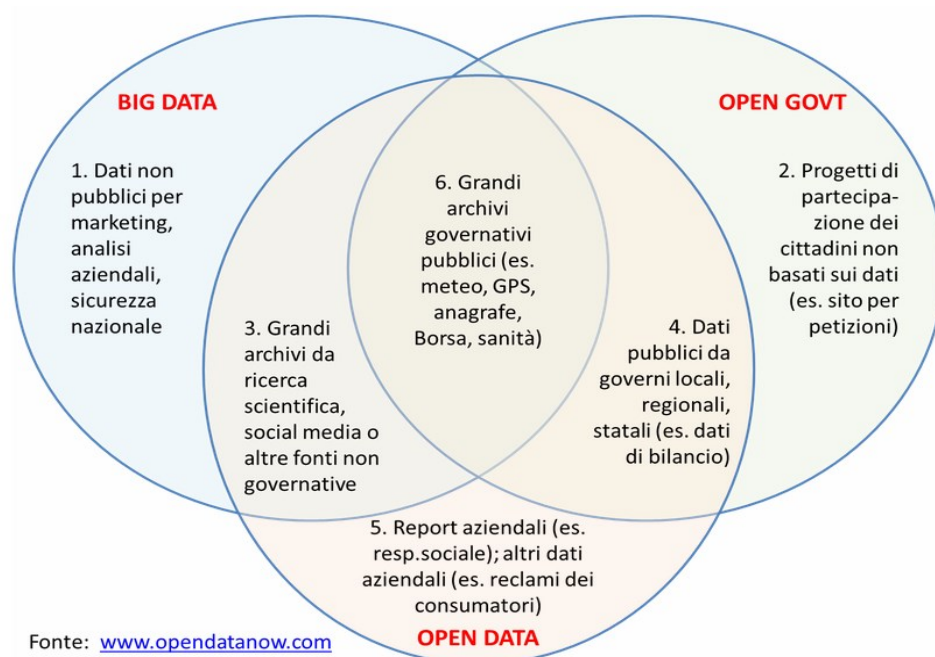 BIG DATA
OPEN GOVT
1. Dati non
pubblici per
marketing,
analisi
aziendali,
sicurezza
nazionale
2. Progetti di
partecipa-
zione dei
cittadini non
basati sui dati
(es. sito per
petizioni)
3. Grandi
archivi da
ricerca
scientifica,
social media o
altre fonti non
governative
4. Dati
pubblici da
governi locali,
regionali,
statali (es. dati
di bilancio)
5. Report aziendali (es.
resp.sociale); altri dati
aziendali (es. reclami dei
consumatori)
6. Grandi
archivi
governativi
pubblici (es.
meteo, GPS,
anagrafe,
Borsa, sanità)
OPEN DATA
Fonte: www.opendatanow.com